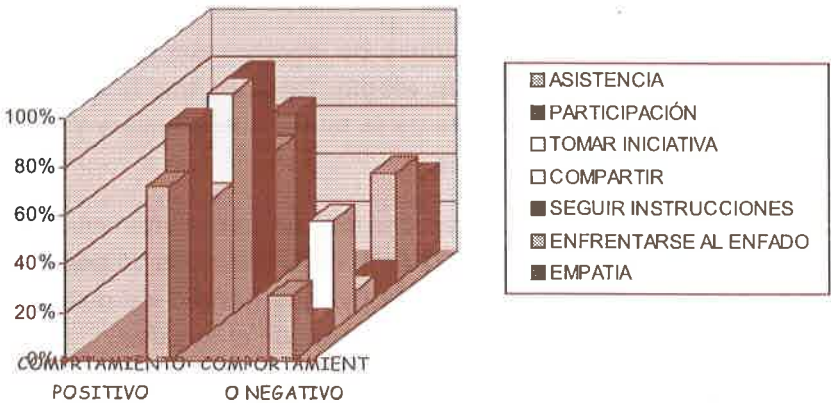 100%
80%
60%
40%
20%
0%
COMPRTAMIENTO COMPORTAMIENT
POSITIVO O NEGATIVO
ASISTENCIA
PARTICIPACIÓN
TOMAR INICIATIVA
COMPARTIR
SEGUIR INSTRUCCIONES
ENFRENTARSE AL ENFADO
EMPATIA